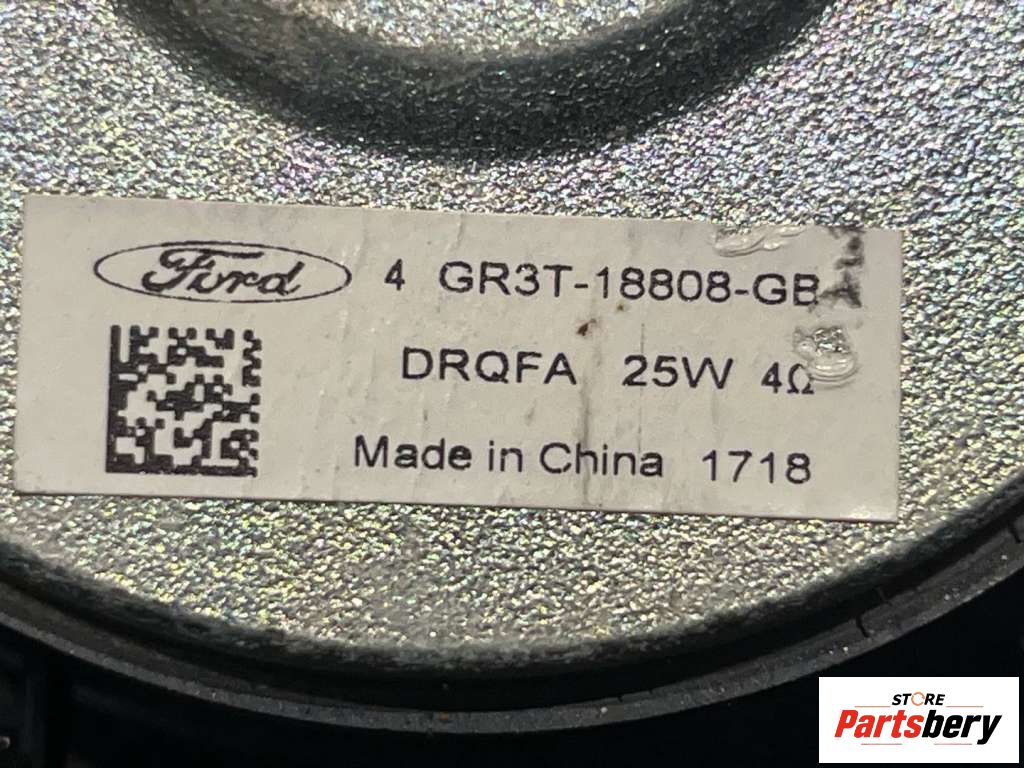 Ford 4 GR3T-18808-GB
DRQFA 25W 4Ω
Made in China 1718
STORE
Partsbery